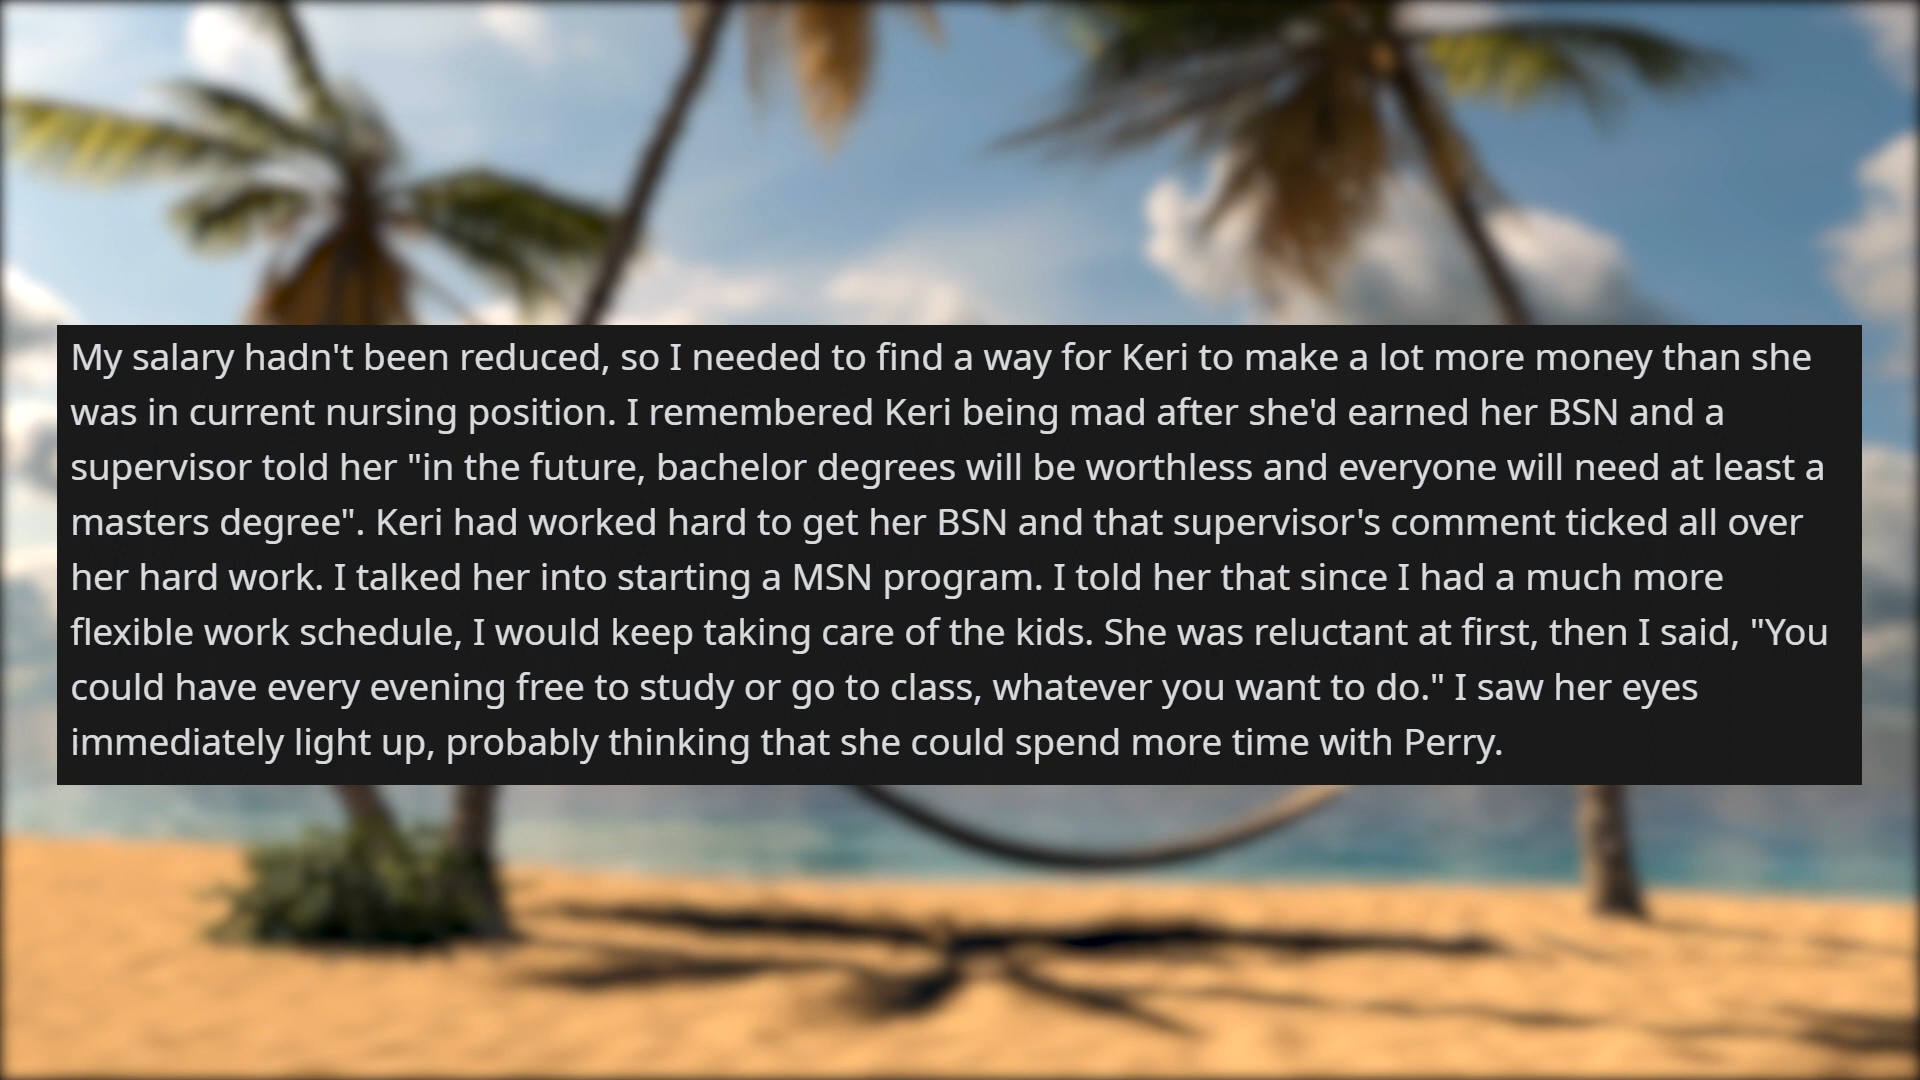 My salary hadn't been reduced, so I needed to find a way for Keri to make a lot more money than she
was in current nursing position. I remembered Keri being mad after she'd earned her BSN and a
supervisor told her "in the future, bachelor degrees will be worthless and everyone will need at least a
masters degree". Keri had worked hard to get her BSN and that supervisor's comment ticked all over
her hard work. I talked her into starting a MSN program. I told her that since I had a much more
flexible work schedule, I would keep taking care of the kids. She was reluctant at first, then I said, "You
could have every evening free to study or go to class, whatever you want to do." I saw her eyes
immediately light up, probably thinking that she could spend more time with Perry.